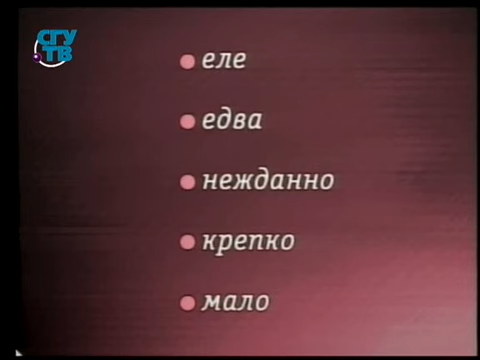 СГУ
ТВ
еле
едва
нежданно
крепко
мало